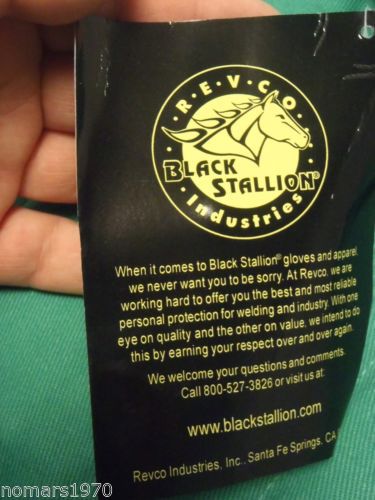 R·E·V·C·O
BLACK
STALLION®
Industries
When it comes to Black Stallion® gloves and apparel,
we never want you to be sorry. At Revco, we are
working hard to offer you the best and most reliable
personal protection for welding and industry. With one
eye on quality and the other on value, we intend to do
this by earning your respect over and over again.
We welcome your questions and comments.
Call 800-527-3826 or visit us at:
www.blackstallion.com
Revco Industries, Inc., Santa Fe Springs, CA
nomars1970